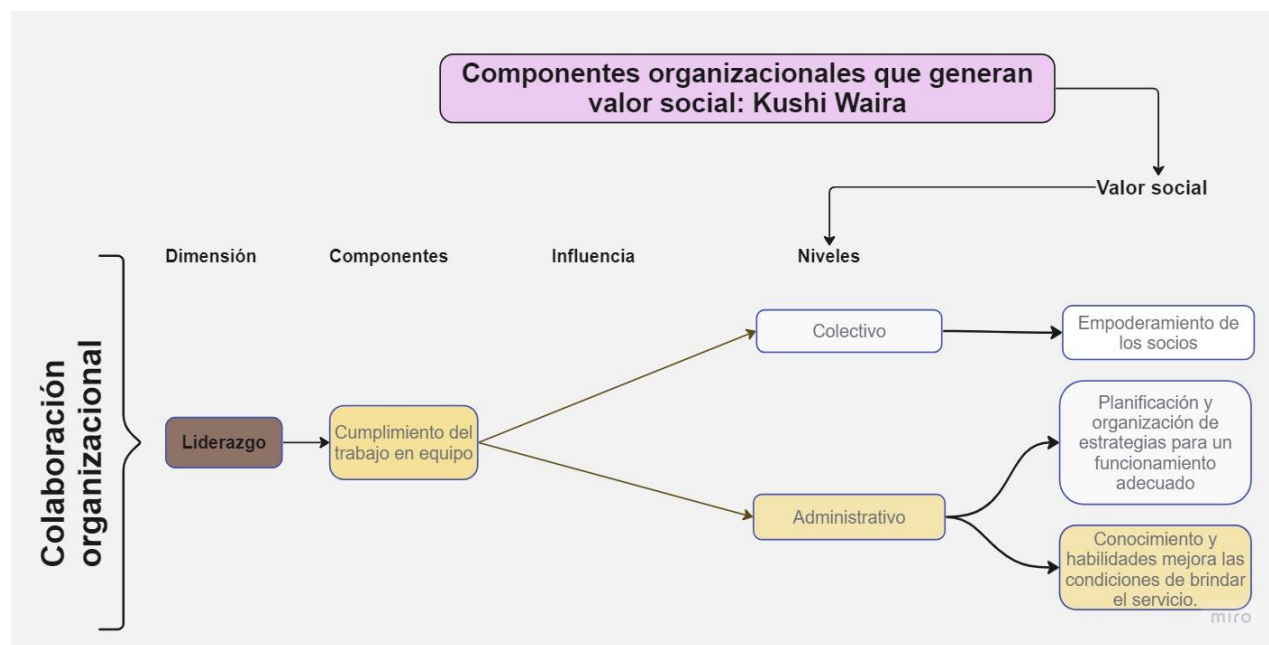 Componentes organizacionales que generan
valor social: Kushi Waira
Valor social
Dimensión
Componentes
Influencia
Niveles
Colaboración
organizacional
Liderazgo
Cumplimiento del
trabajo en equipo
Colectivo
Empoderamiento de
los socios
Planificación y
organización de
estrategias para un
funcionamiento
adecuado
Administrativo
Conocimiento y
habilidades mejora las
condiciones de brindar
el servicio.
miro